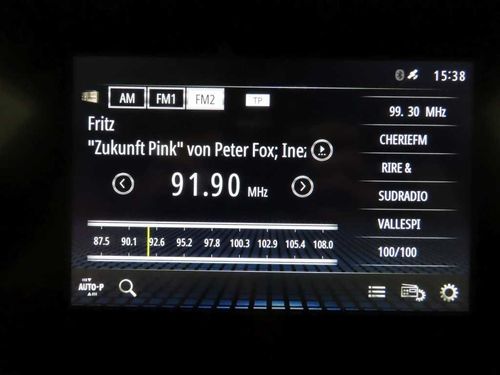 15:38
AM FM1 FM2 TP
99. 30 MHz
Fritz
CHERIEFM
"Zukunft Pink" von Peter Fox; Ine
RIRE &
91.90 MHz
SUDRADIO
VALLESPI
87.5 90.1 92.6 95.2 97.8 100.3 102.9 105.4 108.0
100/100
AUTO-P